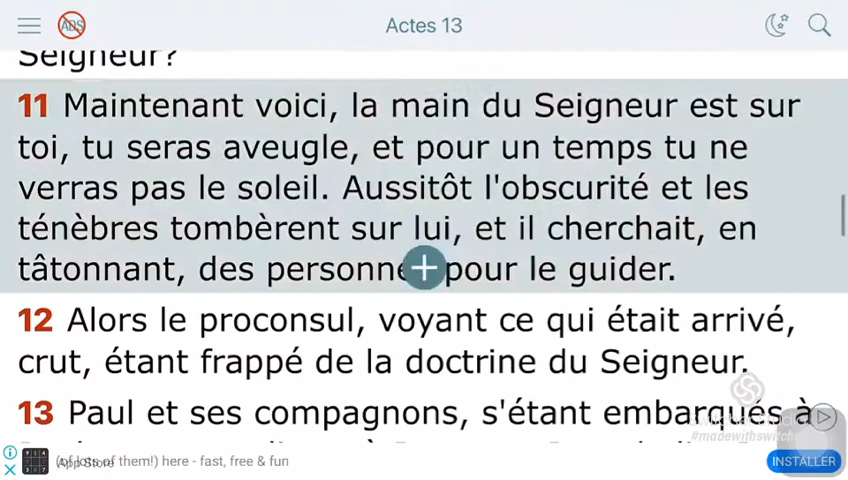 ADS
Actes 13
Seigneur?
11 Maintenant voici, la main du Seigneur est sur
toi, tu seras aveugle, et pour un temps tu ne
verras pas le soleil. Aussitôt l'obscurité et les
ténèbres tombèrent sur lui, et il cherchait, en
tâtonnant, des personne pour le guider.
12 Alors le proconsul, voyant ce qui était arrivé,
crut, étant frappé de la doctrine du Seigneur.
13 Paul et ses compagnons, s'étant embarqués à
(of lots of them!) here - fast, free & fun
App Store
INSTALLER